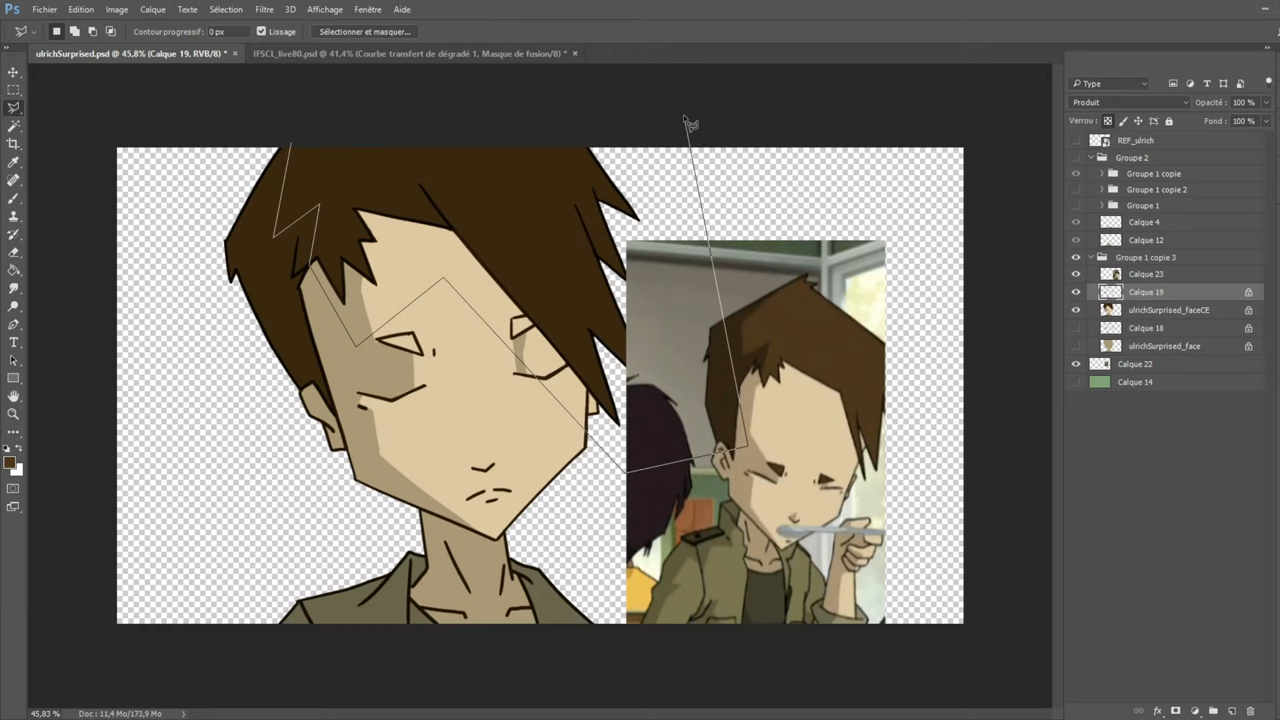 Ps Fichier Edition Image Calque Texte Sélection Filtre 3D Affichage Fenêtre Aide
Contour progressif : 0 px Lissage Sélectionner et masquer...
ulrichSurprised.psd @ 45,8% (Calque 19, RVB/8) * IFSCL_live80.psd @ 41,4% (Courbe transfert de dégradé 1, Masque de fusion/8) *
Type
Produit Opacité : 100 %
Verrou : Fond : 100 %
REF_ulrich
Groupe 2
Groupe 1 copie
Groupe 1 copie 2
Groupe 1
Calque 4
Calque 12
Groupe 1 copie 3
Calque 23
Calque 19
ulrichSurprised_faceCE
Calque 18
ulrichSurprised_face
Calque 22
Calque 14
45,83 % Doc : 11,4 Mo/173,9 Mo